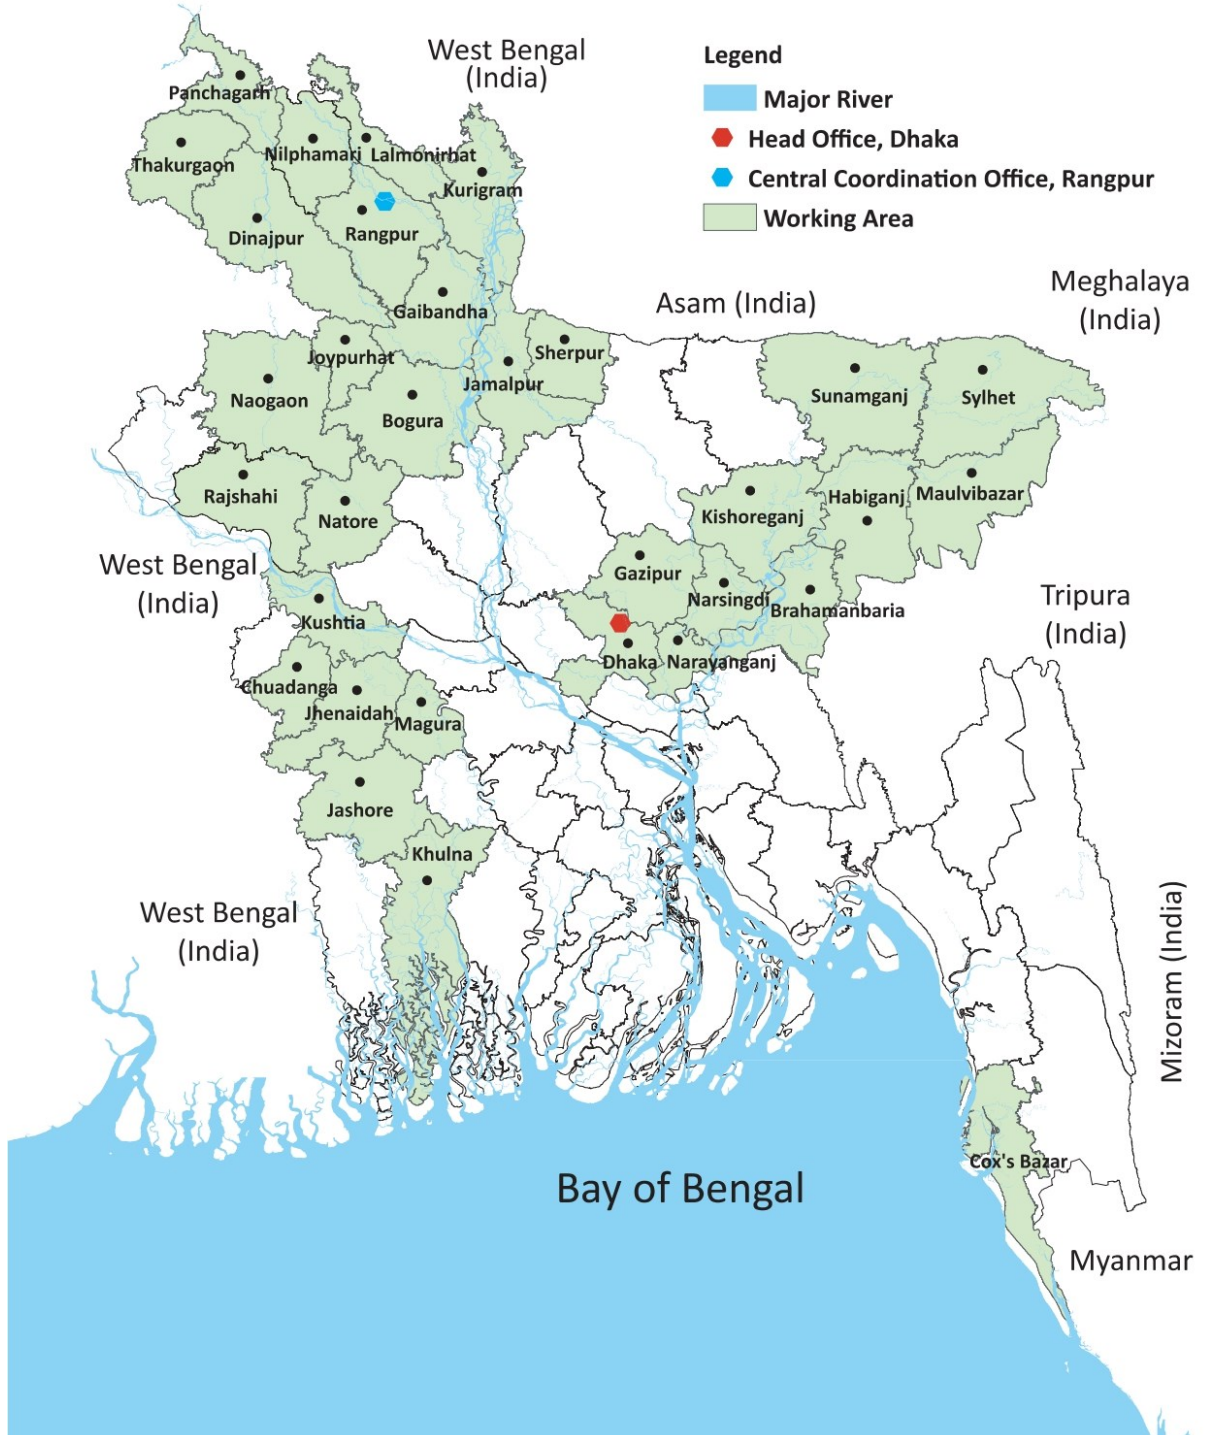 West Bengal
(India)
Legend
Major River
Head Office, Dhaka
Central Coordination Office, Rangpur
Working Area
Panchagarh
Thakurgaon
Nilphamari
Lalmonirhat
Kurigram
Dinajpur
Rangpur
Gaibandha
Asam (India)
Meghalaya
(India)
Joypurhat
Sherpur
Jamalpur
Naogaon
Bogura
Sunamganj
Sylhet
Rajshahi
Natore
Kishoreganj
Habiganj
Maulvibazar
West Bengal
(India)
Gazipur
Narsingdi
Brahamanbaria
Tripura
(India)
Kushtia
Dhaka
Narayanganj
Chuadanga
Jhenaidah
Magura
Jashore
Khulna
West Bengal
(India)
Mizoram (India)
Cox's Bazar
Bay of Bengal
Myanmar